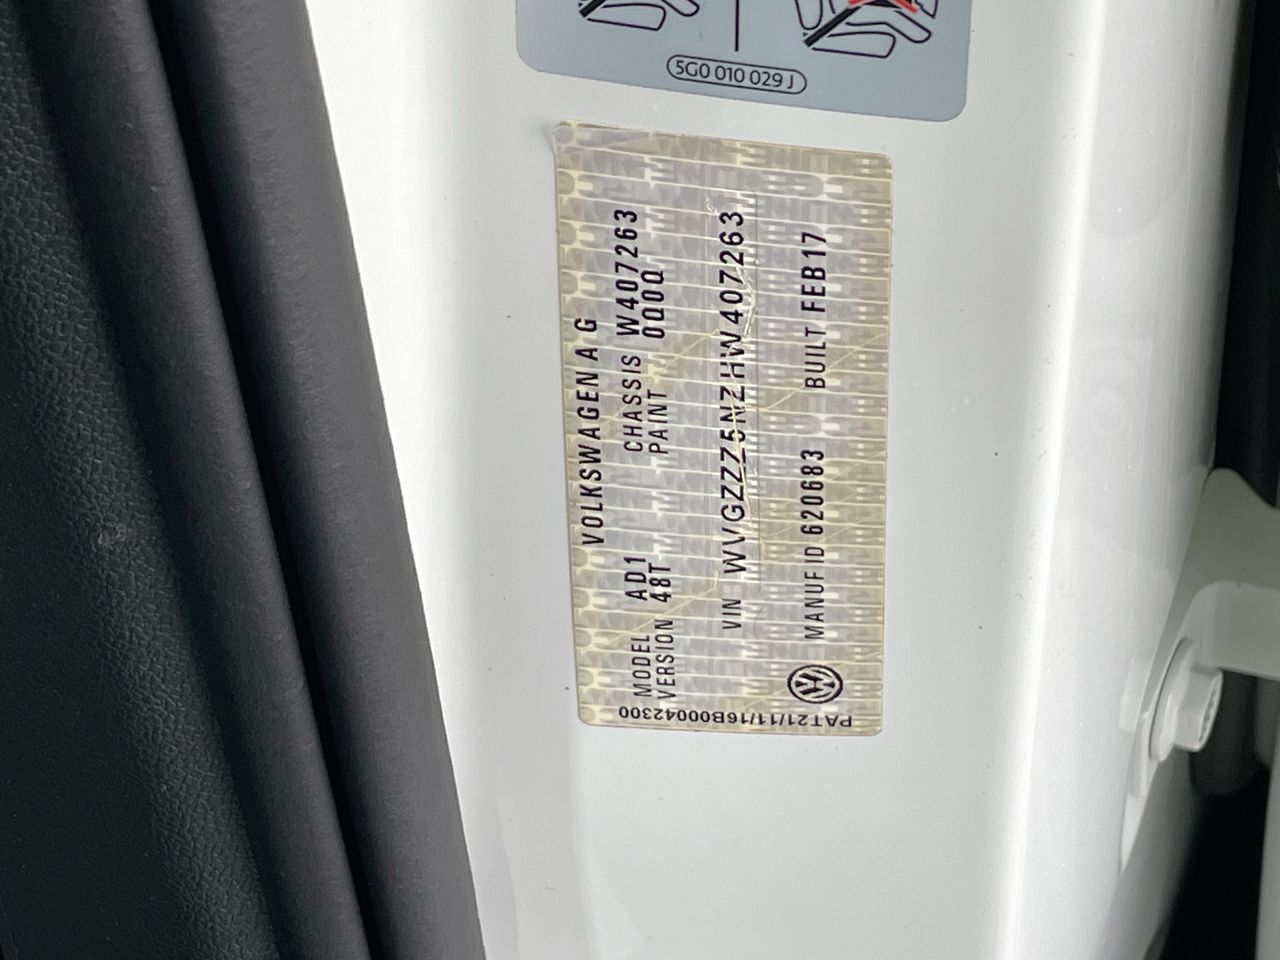 5G0 010 029 J
VOLKSWAGEN A G
MODEL AD1 CHASSIS W407263
VERSION 48T PAINT 0Q0Q
VIN WVGZZZ5NZHW407263
MANUF ID 620683 BUILT FEB17
PAT21/11/16B000042300